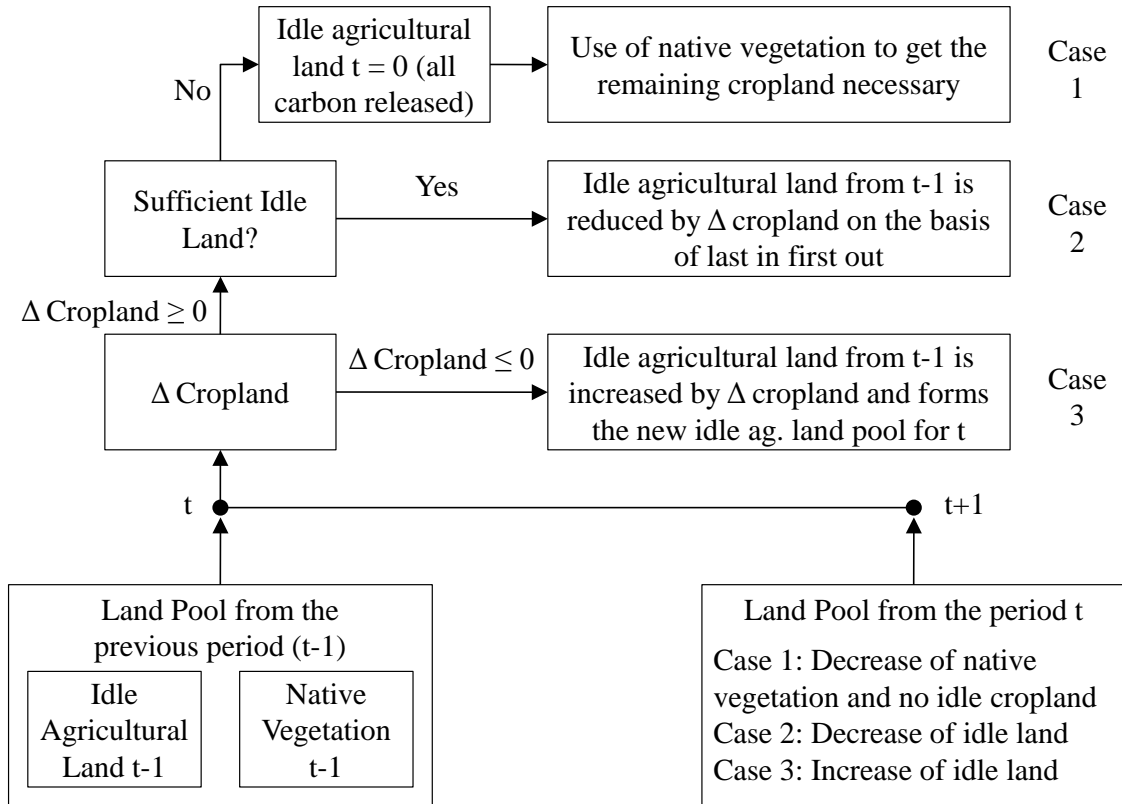 Idle agricultural
land t = 0 (all
carbon released)
Use of native vegetation to get the
remaining cropland necessary
Case
1
No
Sufficient Idle
Land?
Yes
Idle agricultural land from t-1 is
reduced by Δ cropland on the basis
of last in first out
Case
2
Δ Cropland ≥ 0
Δ Cropland
Δ Cropland ≤ 0
Idle agricultural land from t-1 is
increased by Δ cropland and forms
the new idle ag. land pool for t
Case
3
t
t+1
Land Pool from the
previous period (t-1)
Idle
Agricultural
Land t-1
Native
Vegetation
t-1
Land Pool from the period t
Case 1: Decrease of native
vegetation and no idle cropland
Case 2: Decrease of idle land
Case 3: Increase of idle land